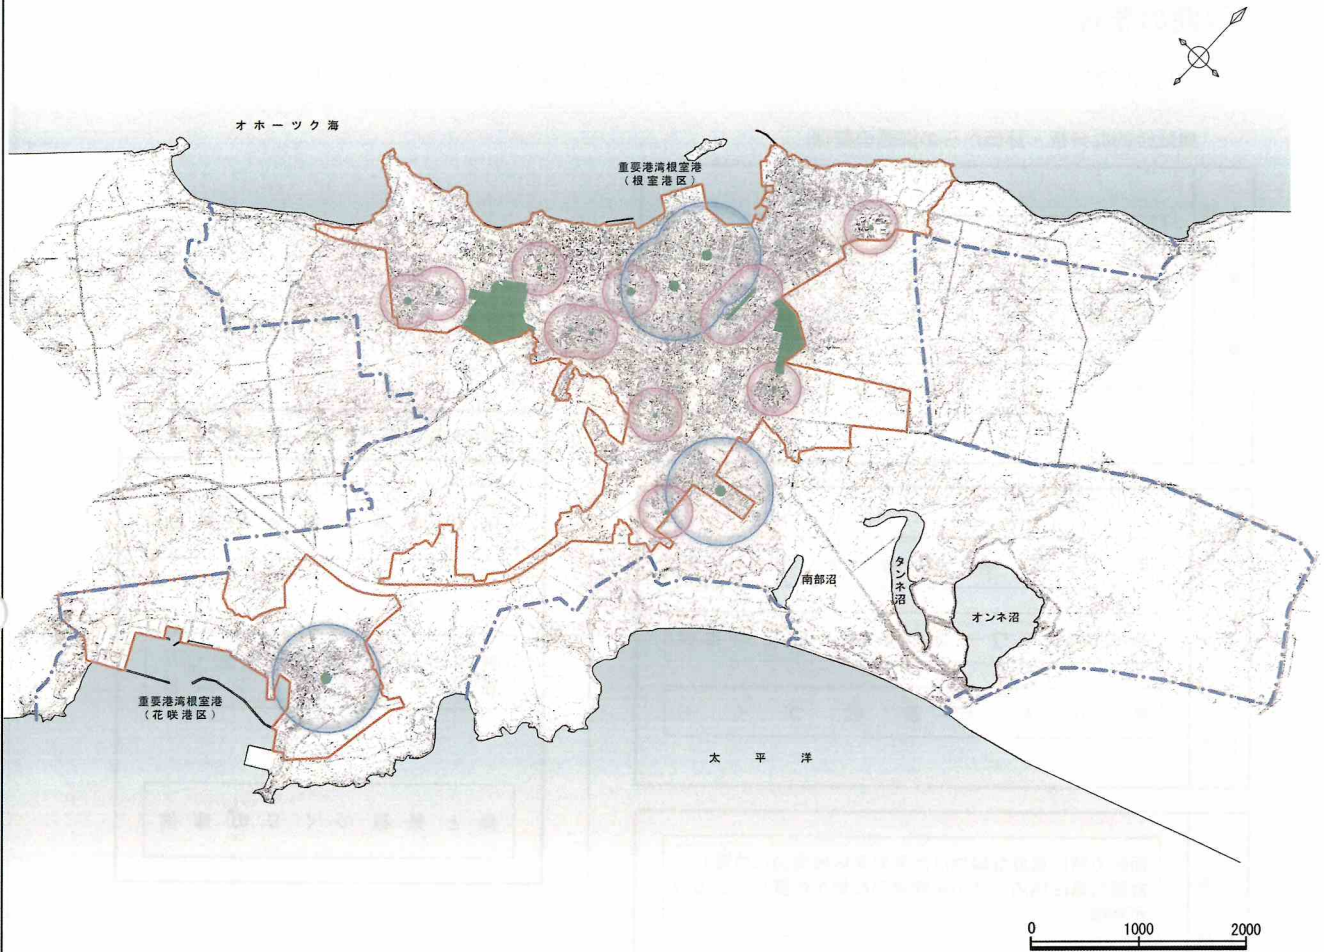 オホーツク海
重要港湾根室港
(根室港区)
南部沼
タンネ沼
オンネ沼
重要港湾根室港
(花咲港区)
太平洋
0 1000 2000